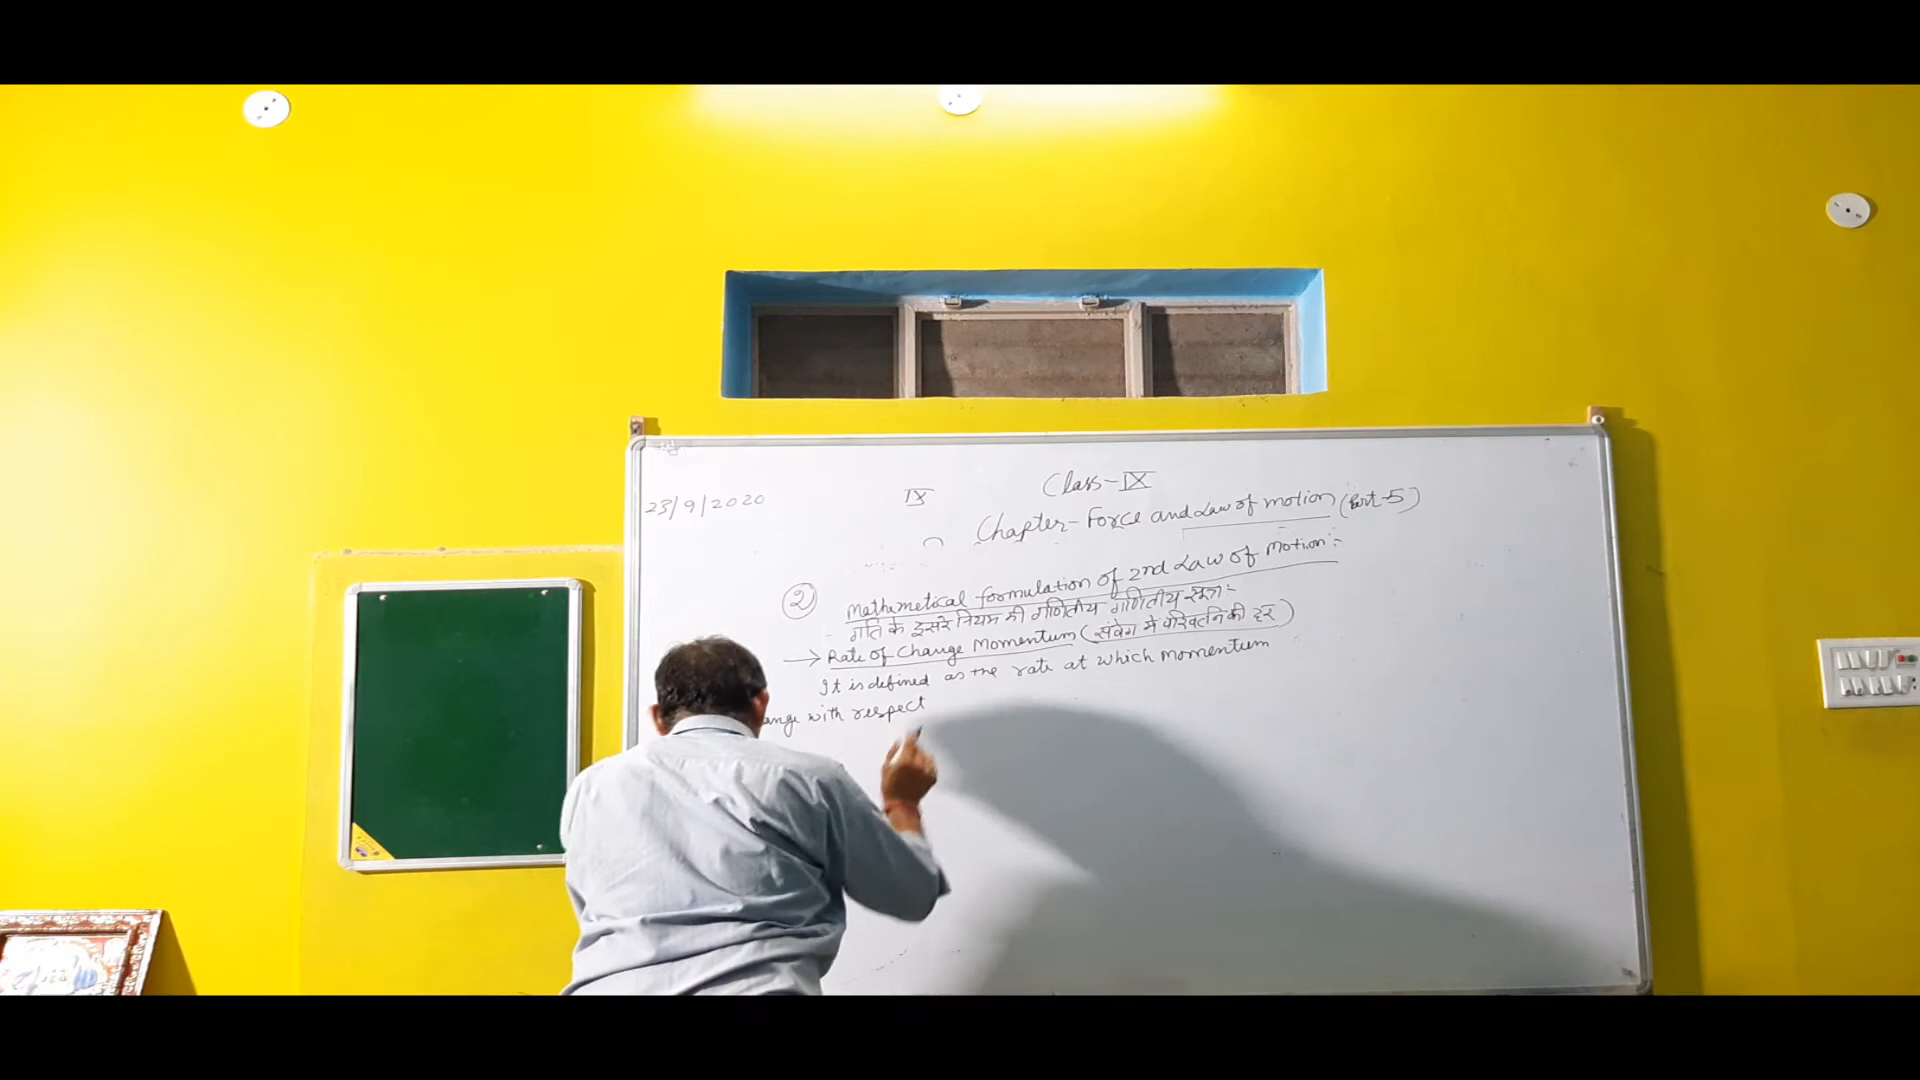 23/9/2020
IX
Class-IX
Chapter-Force and Law of motion (Part-5)
2 Mathemetical formulation of 2nd Law of Motion:-
गति के दूसरे नियम की गणितीय गणितीय सूत्र:-
→ Rate of Change Momentum (संवेग में परिवर्तन की दर)
It is defined as the rate at which momentum
ange with respect